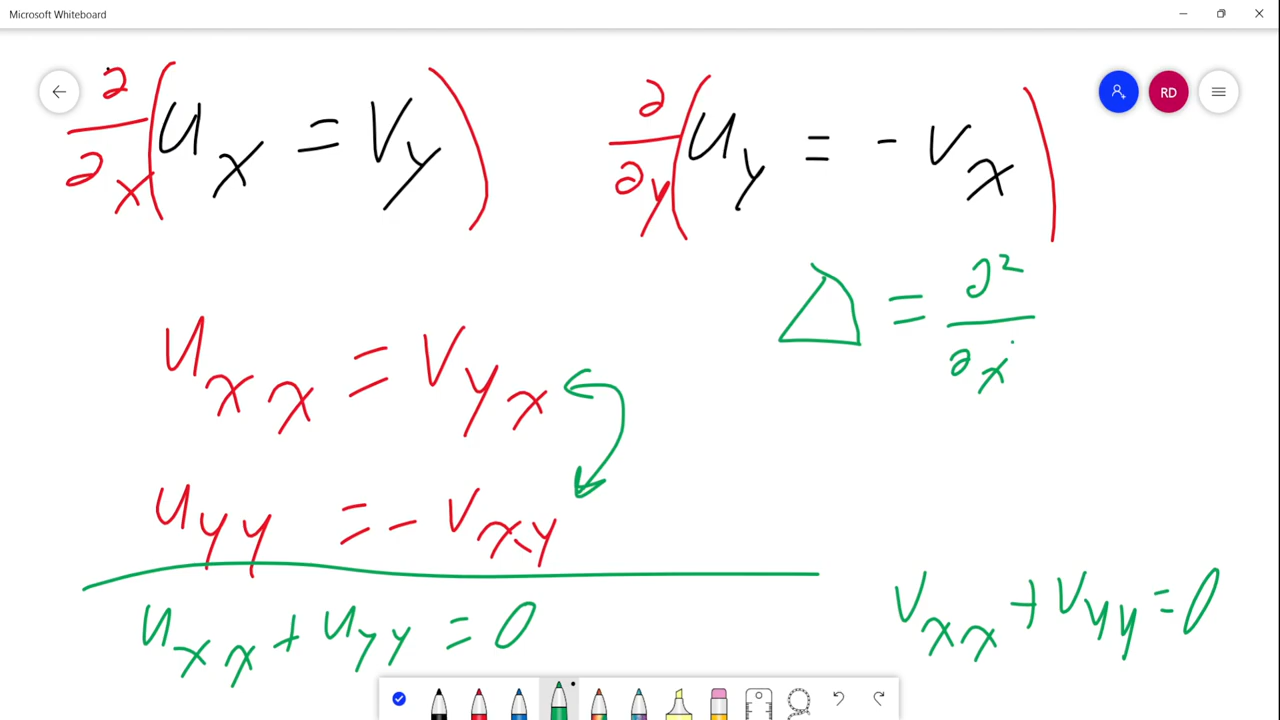 Microsoft Whiteboard
∂/∂x (u_x = v_y)
∂/∂y (u_y = - v_x)
RD
Δ = ∂²/∂x
u_xx = v_yx
u_yy = - v_xy
u_xx + u_yy = 0
v_xx + v_yy = 0